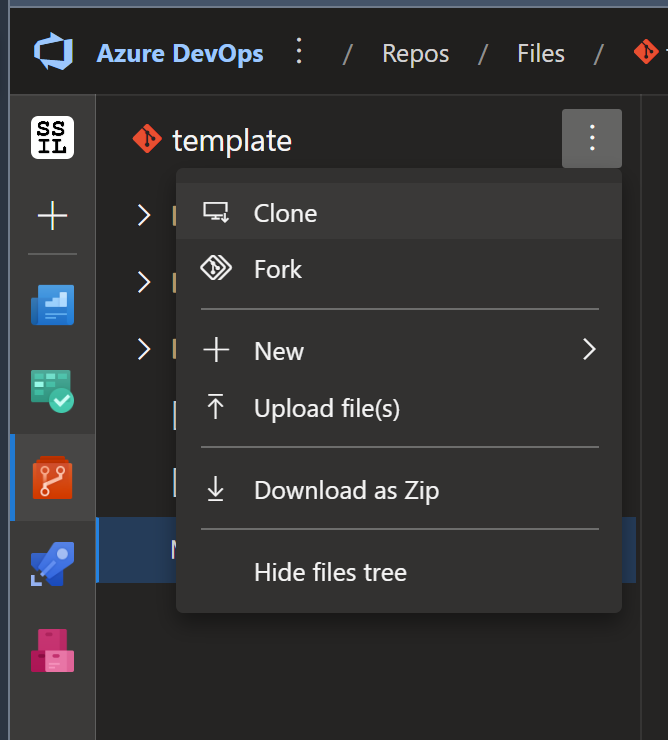 Azure DevOps / Repos / Files /
SS
IL
template
Clone
Fork
New
Upload file(s)
Download as Zip
Hide files tree